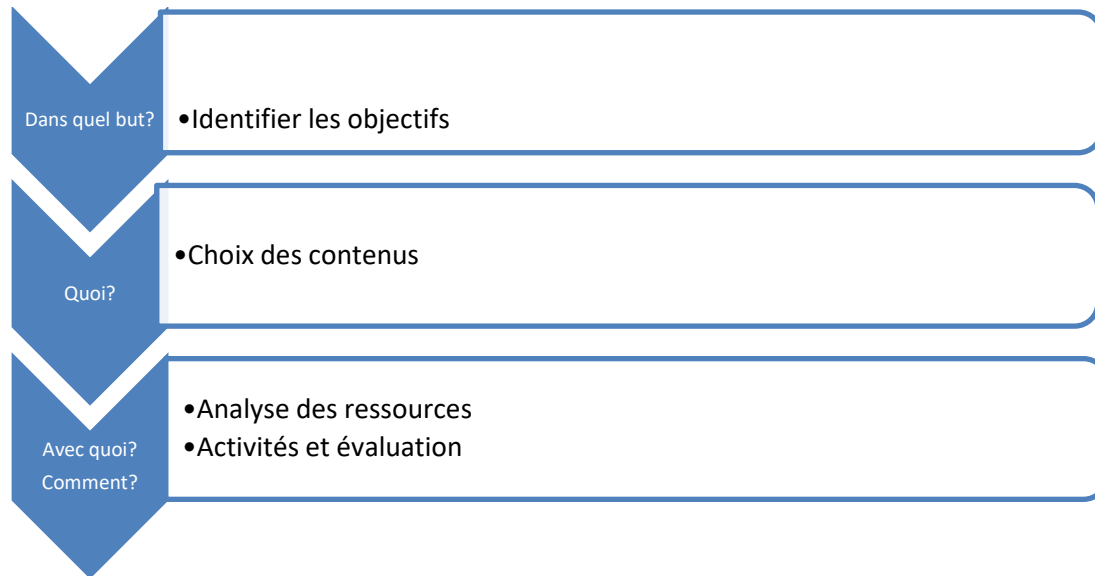 Dans quel but?
•Identifier les objectifs
Quoi?
•Choix des contenus
Avec quoi?
Comment?
•Analyse des ressources
•Activités et évaluation